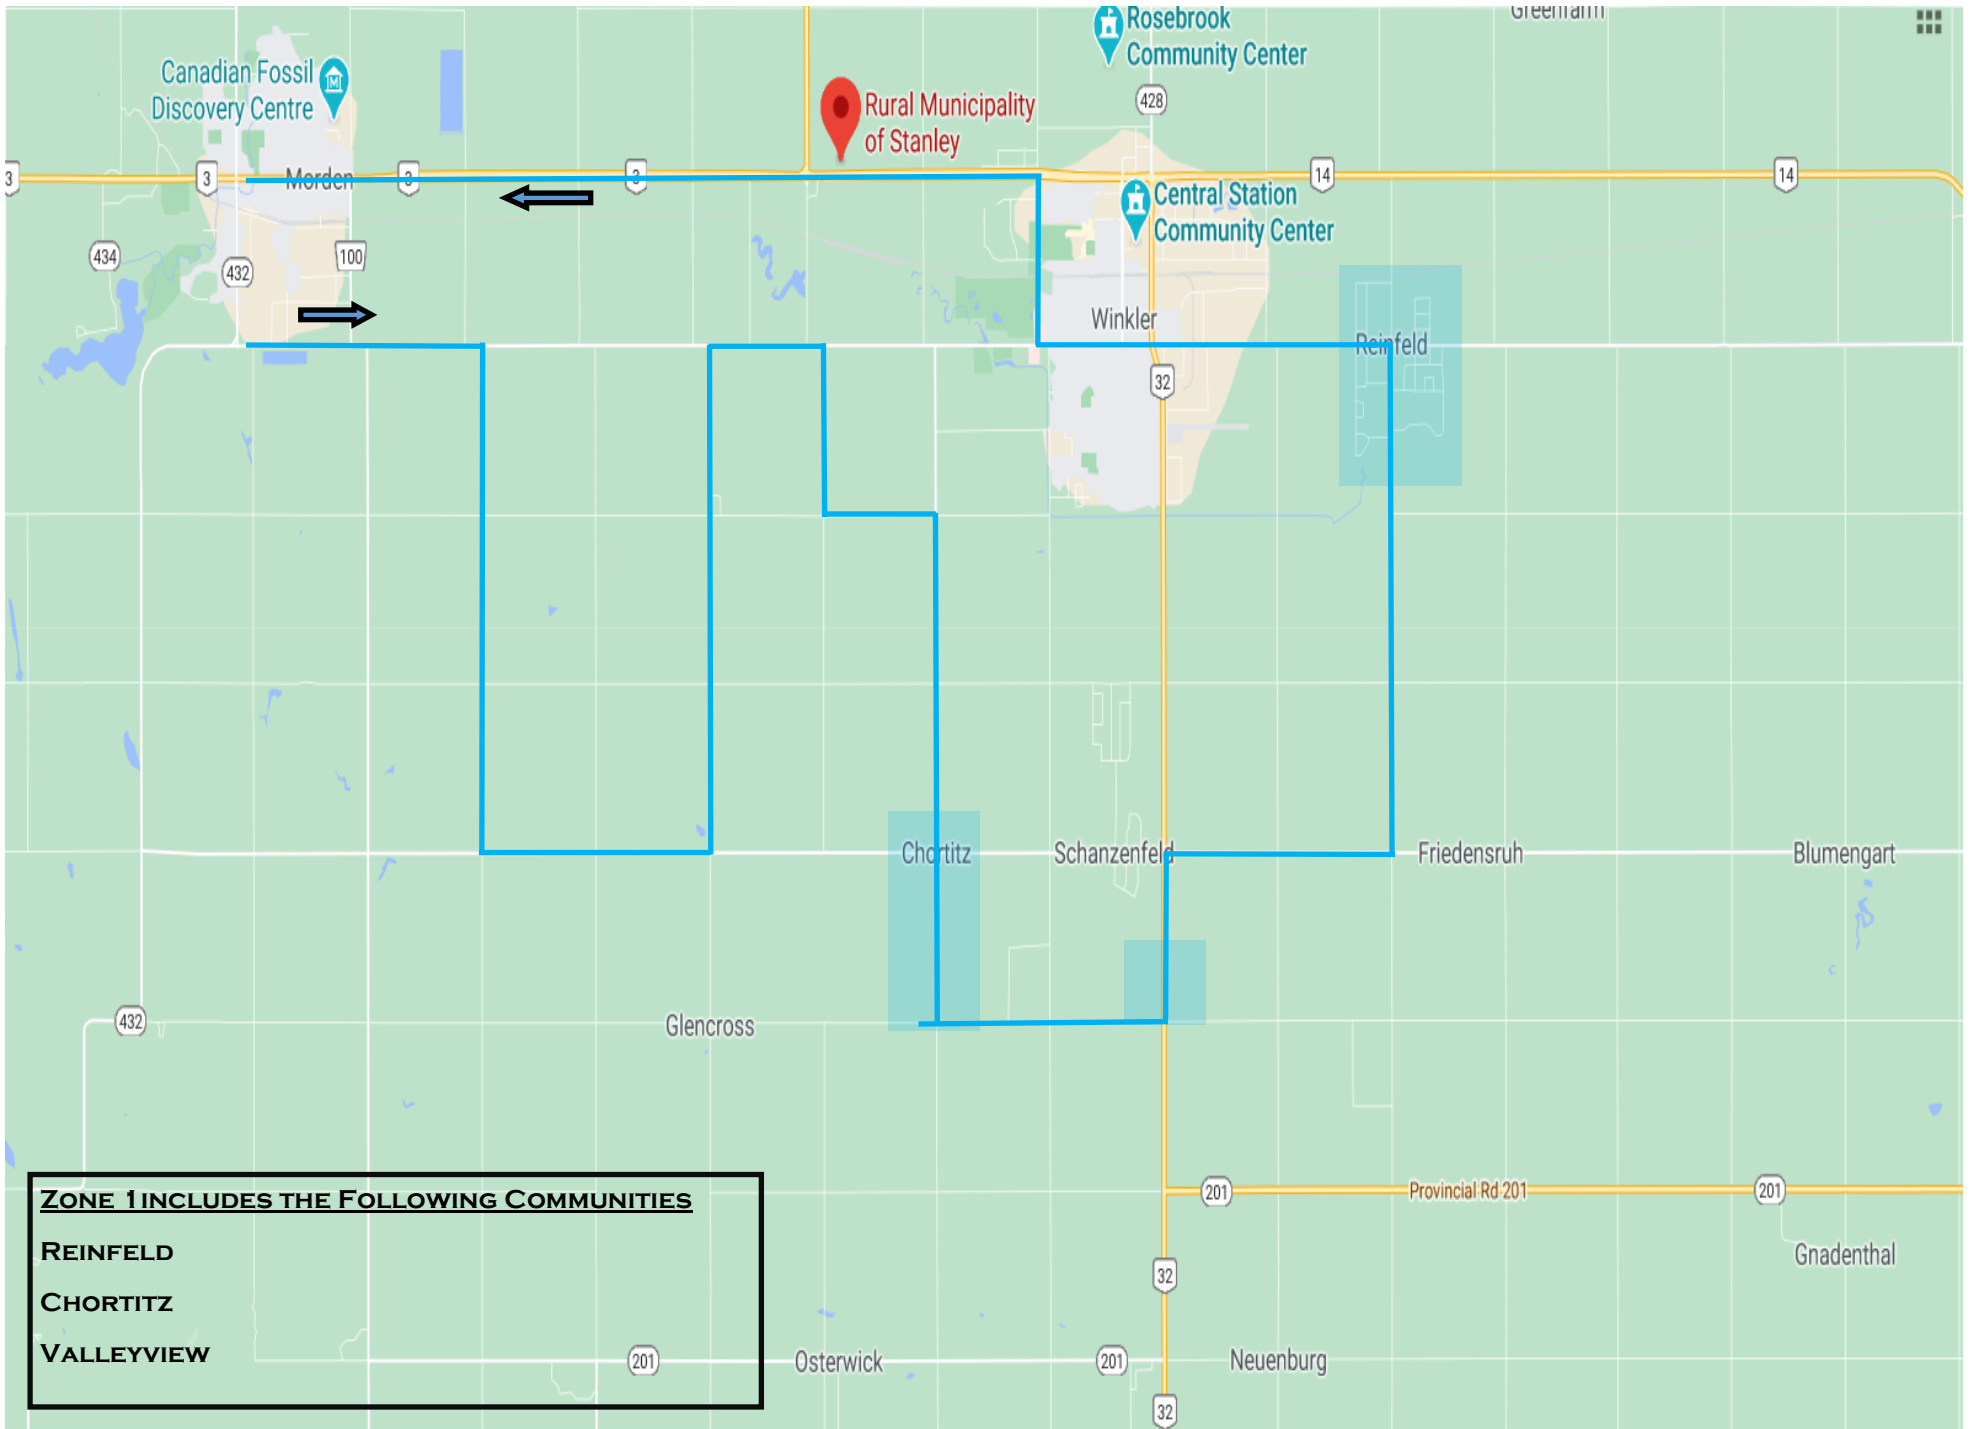 Greenfarm
Rosebrook
Community Center
Canadian Fossil
Discovery Centre
428
Rural Municipality
of Stanley
3
3
Morden
3
3
14
14
Central Station
Community Center
434
432
100
Winkler
Reinfeld
32
Chortitz
Schanzenfeld
Friedensruh
Blumengart
432
Glencross
201
Provincial Rd 201
201
Gnadenthal
32
Zone 1 includes the Following Communities
Reinfeld
Chortitz
Valleyview
201
Osterwick
201
Neuenburg
32